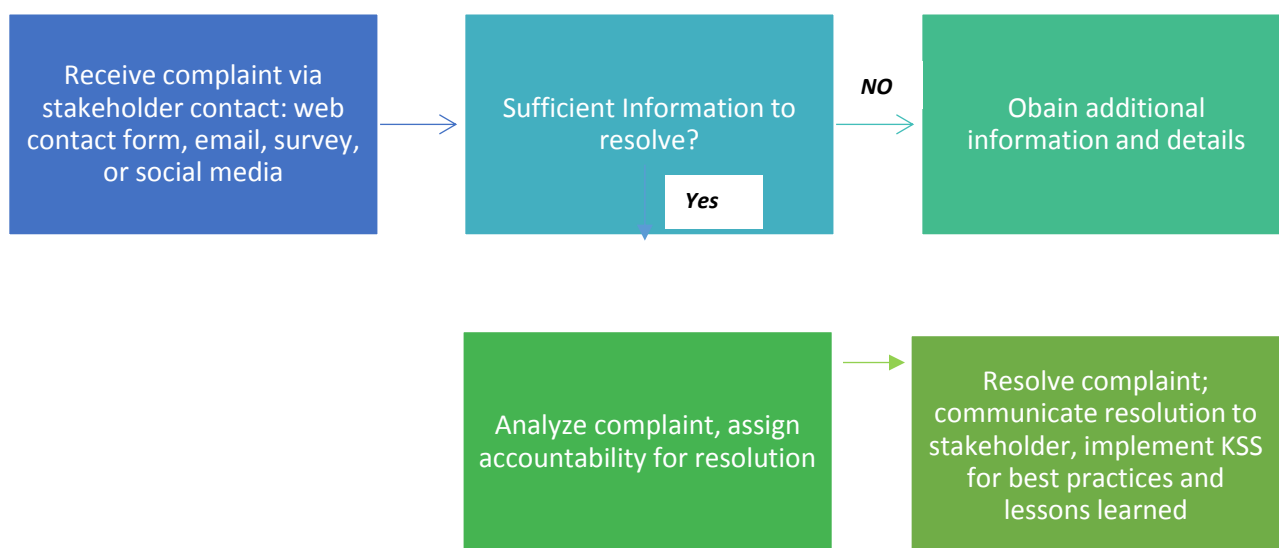 Receive complaint via
stakeholder contact: web
contact form, email, survey,
or social media
Sufficient Information to
resolve?
NO
Obain additional
information and details
Yes
Analyze complaint, assign
accountability for resolution
Resolve complaint;
communicate resolution to
stakeholder, implement KSS
for best practices and
lessons learned